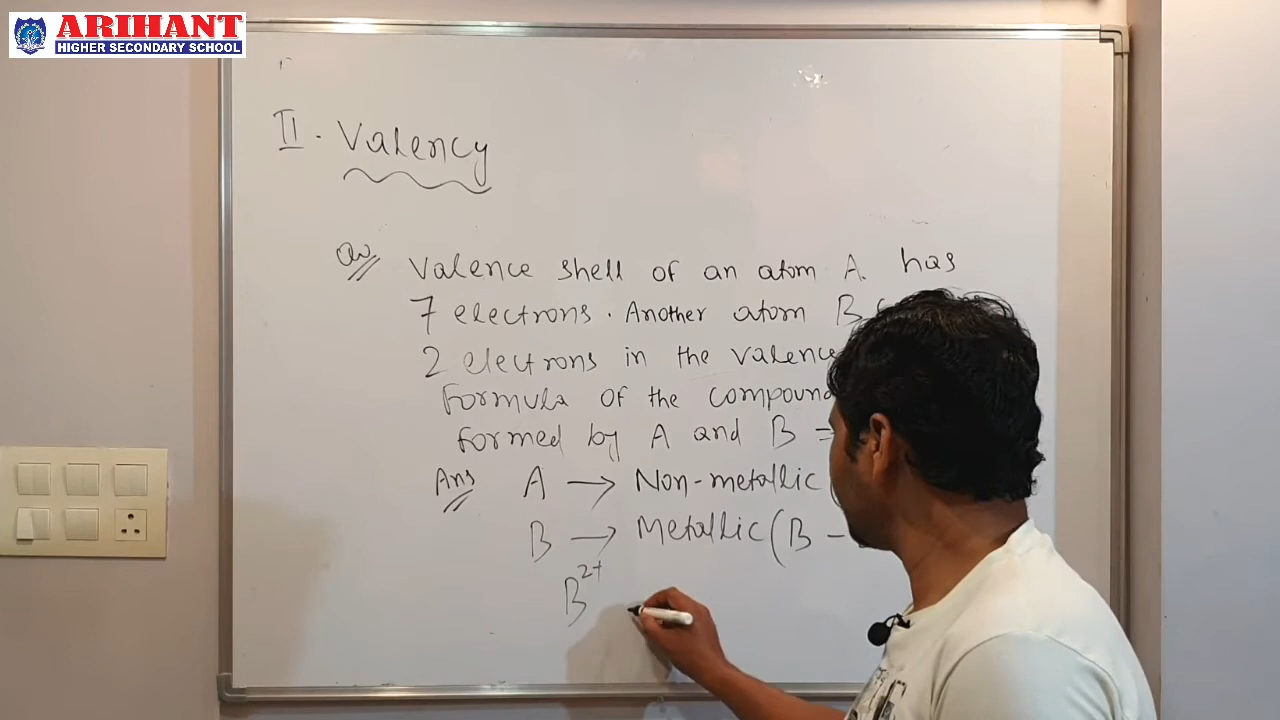 ARIHANT
HIGHER SECONDARY SCHOOL
II. Valency
Valence shell of an atom A. has
7 electrons. Another atom B
2 electrons in the valence
Formula of the compound
formed by A and B =
Ans A → Non-metallic (
B → Metallic (B -
B²⁺